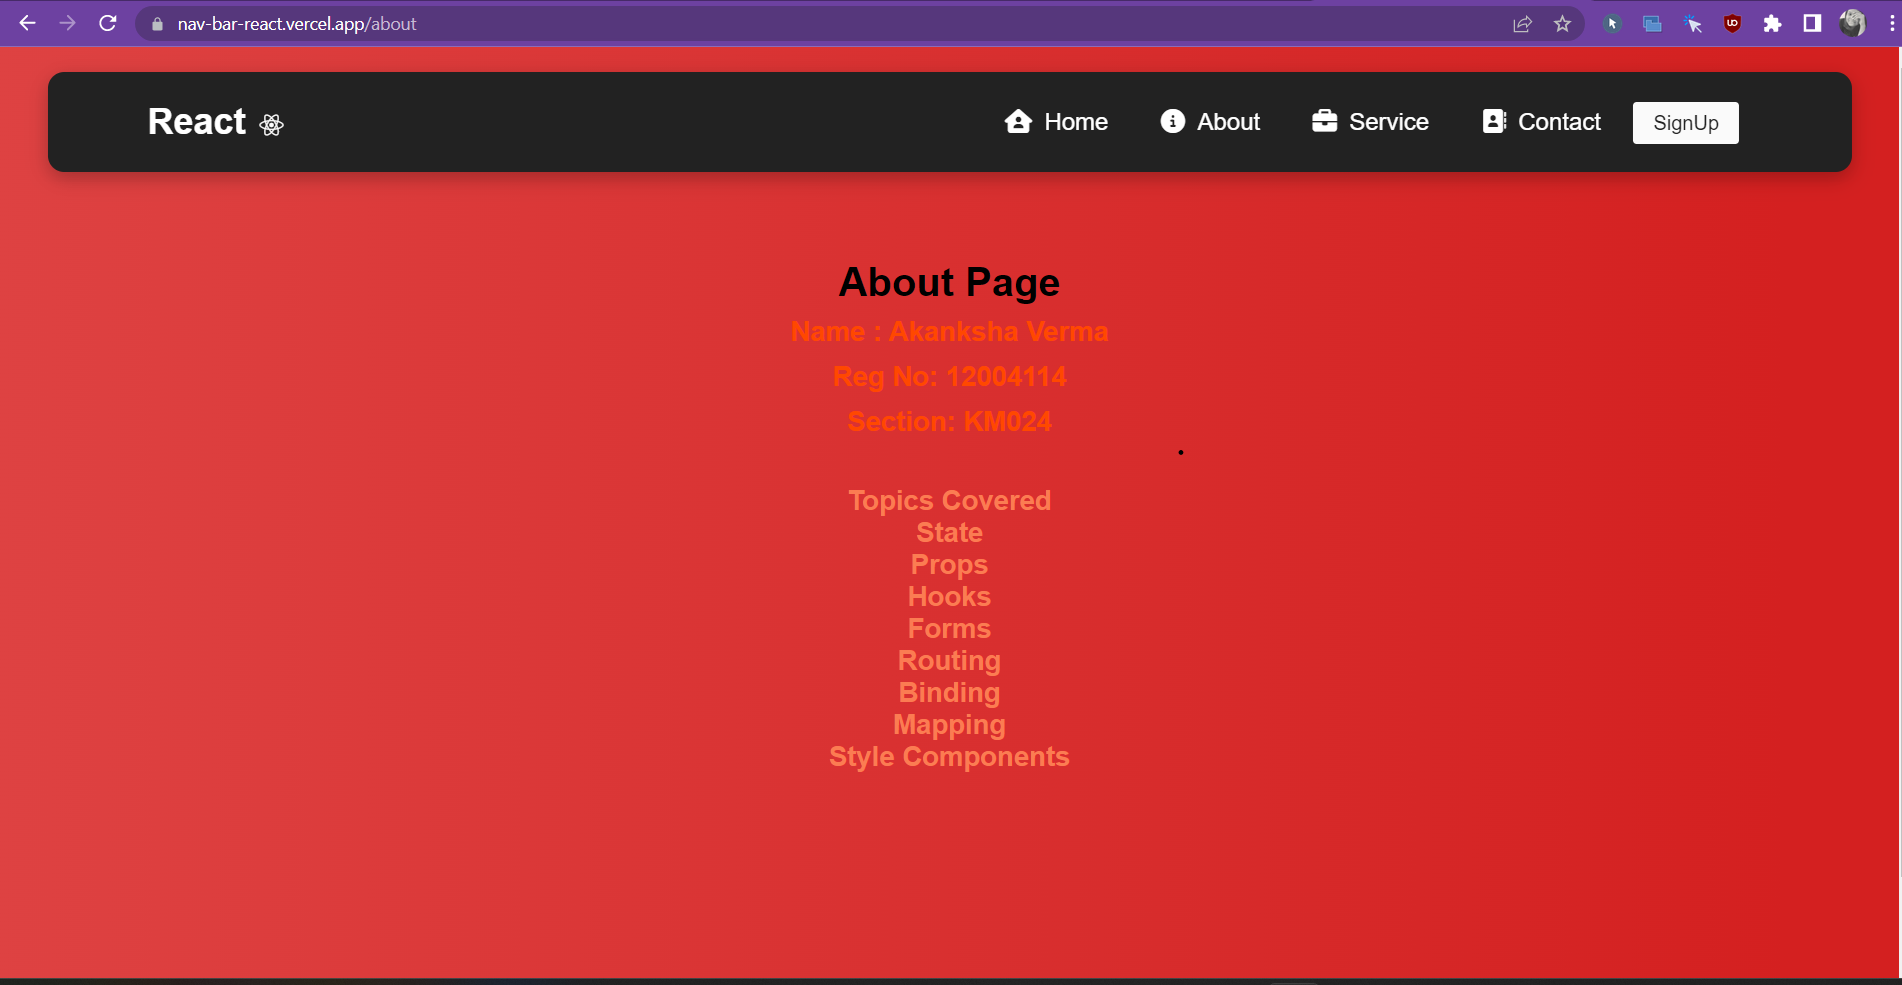 nav-bar-react.vercel.app/about
React
Home
About
Service
Contact
SignUp
About Page
Name : Akanksha Verma
Reg No: 12004114
Section: KM024
Topics Covered
State
Props
Hooks
Forms
Routing
Binding
Mapping
Style Components